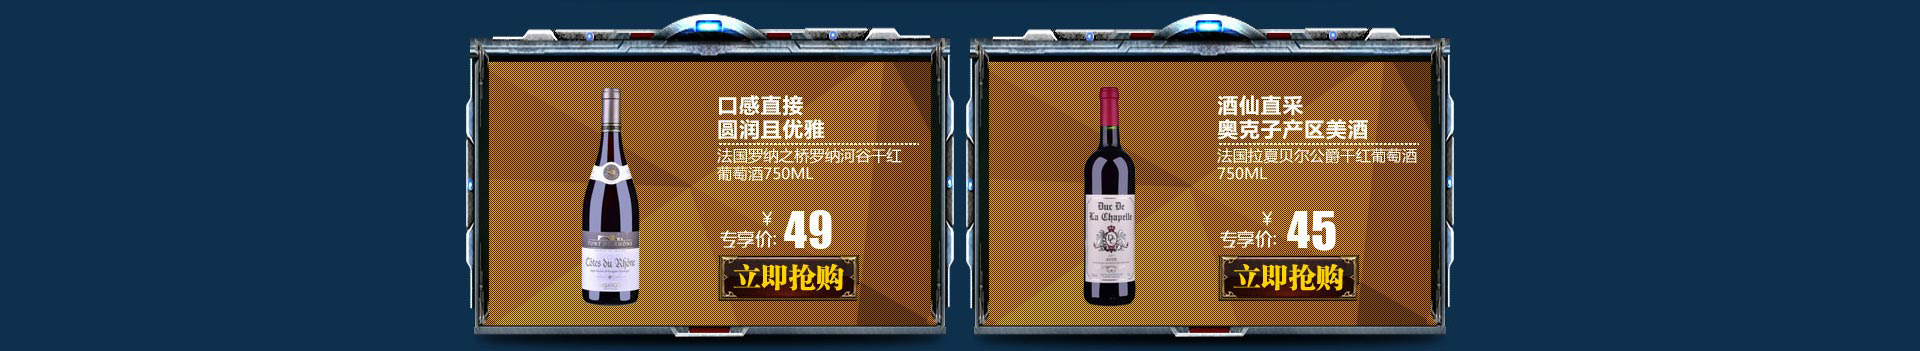 口感直接
圆润且优雅
法国罗纳之桥罗纳河谷干红
葡萄酒750ML
¥
专享价: 49
立即抢购
PONT DU RHÔNE
Côtes du Rhône
酒仙直采
奥克子产区美酒
法国拉夏贝尔公爵干红葡萄酒
750ML
¥
专享价: 45
立即抢购
Duc De
La Chapelle